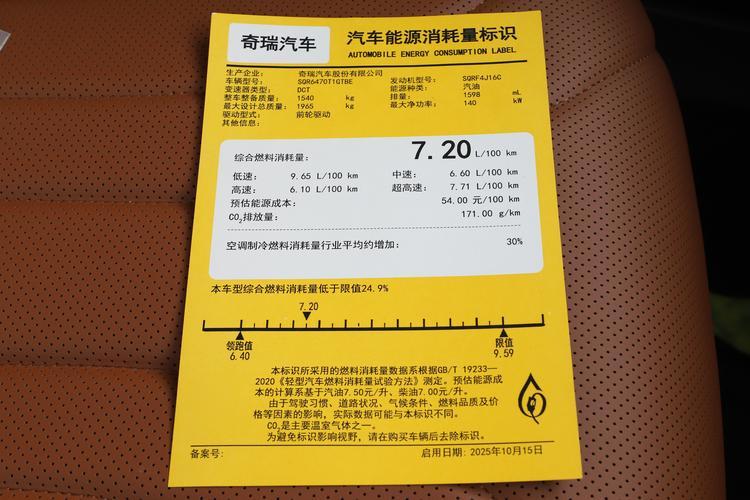 奇瑞汽车
汽车能源消耗量标识
AUTOMOBILE ENERGY CONSUMPTION LABEL
生产企业: 奇瑞汽车股份有限公司
车辆型号: SQR6470T1GTBE 发动机型号: SQRF4J16C
变速器类型: DCT 能源种类: 汽油
整车整备质量: 1540 kg 排量: 1598 mL
最大设计总质量: 1965 kg 最大净功率: 140 kW
驱动型式: 前轮驱动
其他信息:
综合燃料消耗量: 7.20 L/100 km
低速: 9.65 L/100 km 中速: 6.60 L/100 km
高速: 6.10 L/100 km 超高速: 7.71 L/100 km
预估能源成本: 54.00 元/100 km
CO2排放量: 171.00 g/km
空调制冷燃料消耗量行业平均约增加: 30%
本车型综合燃料消耗量低于限值24.9%
7.20
领跑值 限值
6.40 9.59
本标识所采用的燃料消耗量数据系根据GB/T 19233—
2020《轻型汽车燃料消耗量试验方法》测定。预估能源成
本的计算系基于汽油7.50元/升、柴油7.00元/升。
由于驾驶习惯、道路状况、气候条件、燃料品质及价
格等因素的影响，实际数据可能与本标识不同。
CO2是主要温室气体之一。
为避免标识影响视野，请在购买车辆后去除标识。
备案号: 启用日期: 2025年10月15日